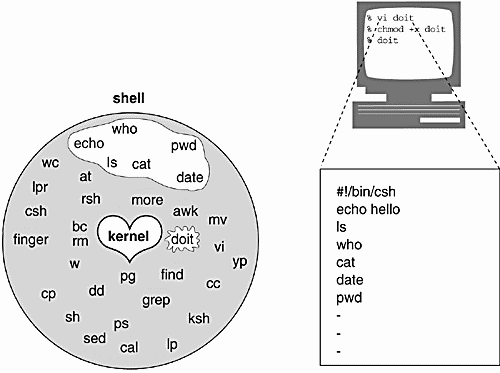 % vi doit
% chmod +x doit
% doit
shell
who
echo
pwd
ls cat
date
wc
at
lpr
rsh more
csh
awk
mv
bc
finger
rm
kernel
doit
vi
w
yp
pg find
cc
cp
dd
grep
sh
ps
ksh
sed
cal
lp
#!/bin/csh
echo hello
ls
who
cat
date
pwd
-
-
-